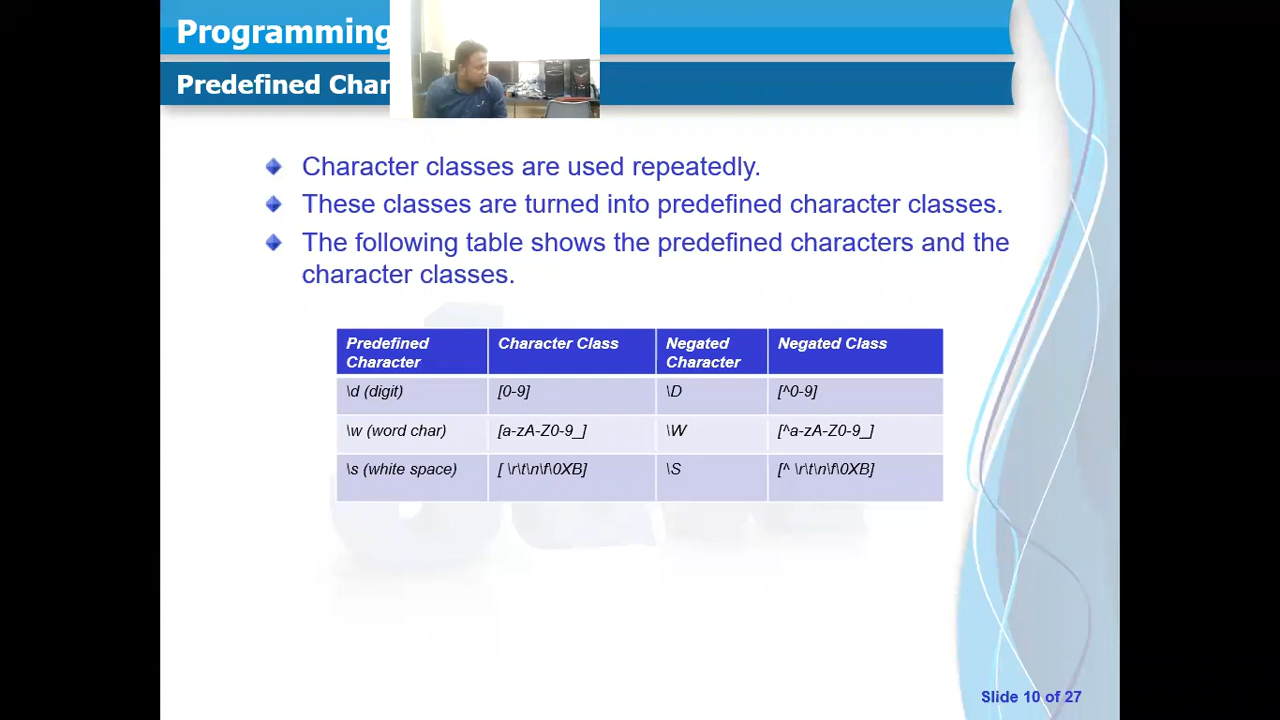 Programming
Predefined Char
Character classes are used repeatedly.
These classes are turned into predefined character classes.
The following table shows the predefined characters and the
character classes.
Predefined Character Character Class Negated Character Negated Class
\d (digit) [0-9] \D [^0-9]
\w (word char) [a-zA-Z0-9_] \W [^a-zA-Z0-9_]
\s (white space) [ \r\t\n\f\0XB] \S [^ \r\t\n\f\0XB]
Slide 10 of 27